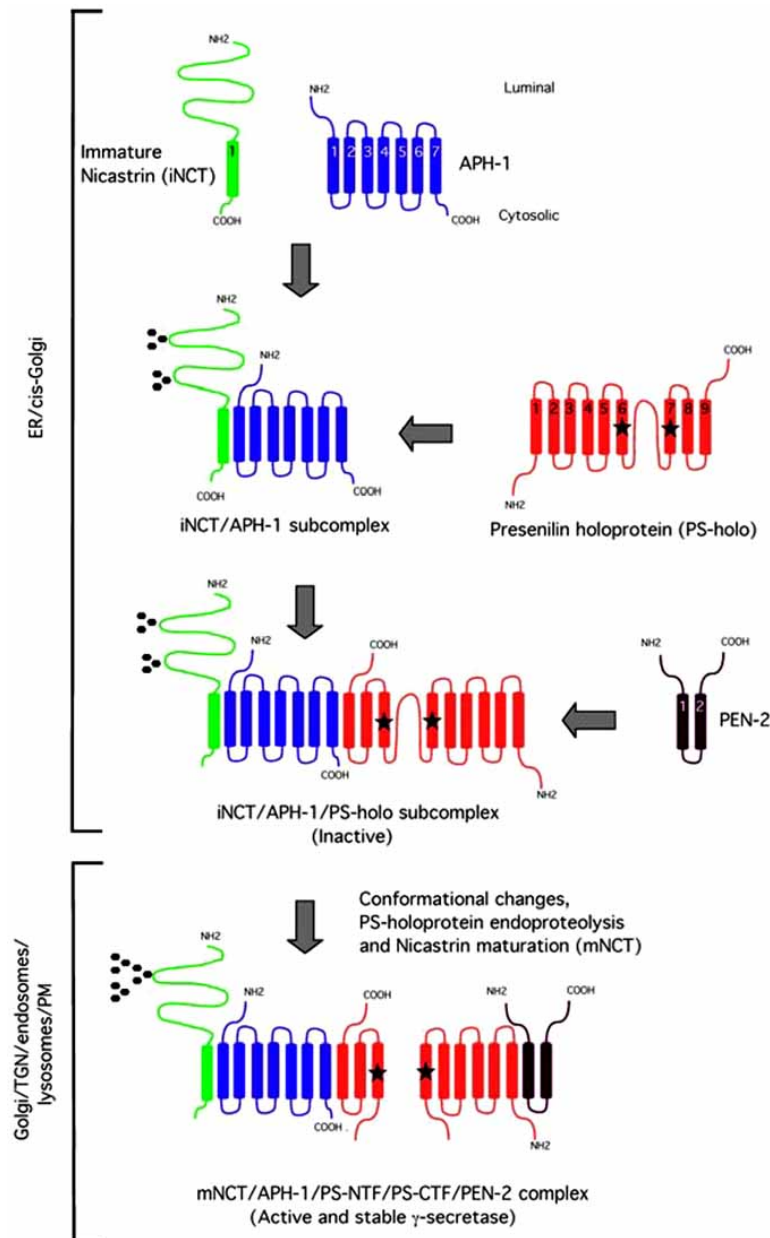 NH2
NH2
Luminal
Immature
Nicastrin (iNCT)
1
1 2 3 4 5 6 7
APH-1
COOH
COOH
Cytosolic
ER/cis-Golgi
NH2
NH2
COOH
1 2 3 4 5 6 7 8 9
COOH
COOH
NH2
iNCT/APH-1 subcomplex
Presenilin holoprotein (PS-holo)
NH2
NH2
COOH
NH2
COOH
1 2
PEN-2
COOH
NH2
iNCT/APH-1/PS-holo subcomplex
(Inactive)
Golgi/TGN/endosomes/
lysosomes/PM
Conformational changes,
PS-holoprotein endoproteolysis
and Nicastrin maturation (mNCT)
NH2
NH2
COOH
NH2
COOH
COOH .
NH2
mNCT/APH-1/PS-NTF/PS-CTF/PEN-2 complex
(Active and stable γ-secretase)